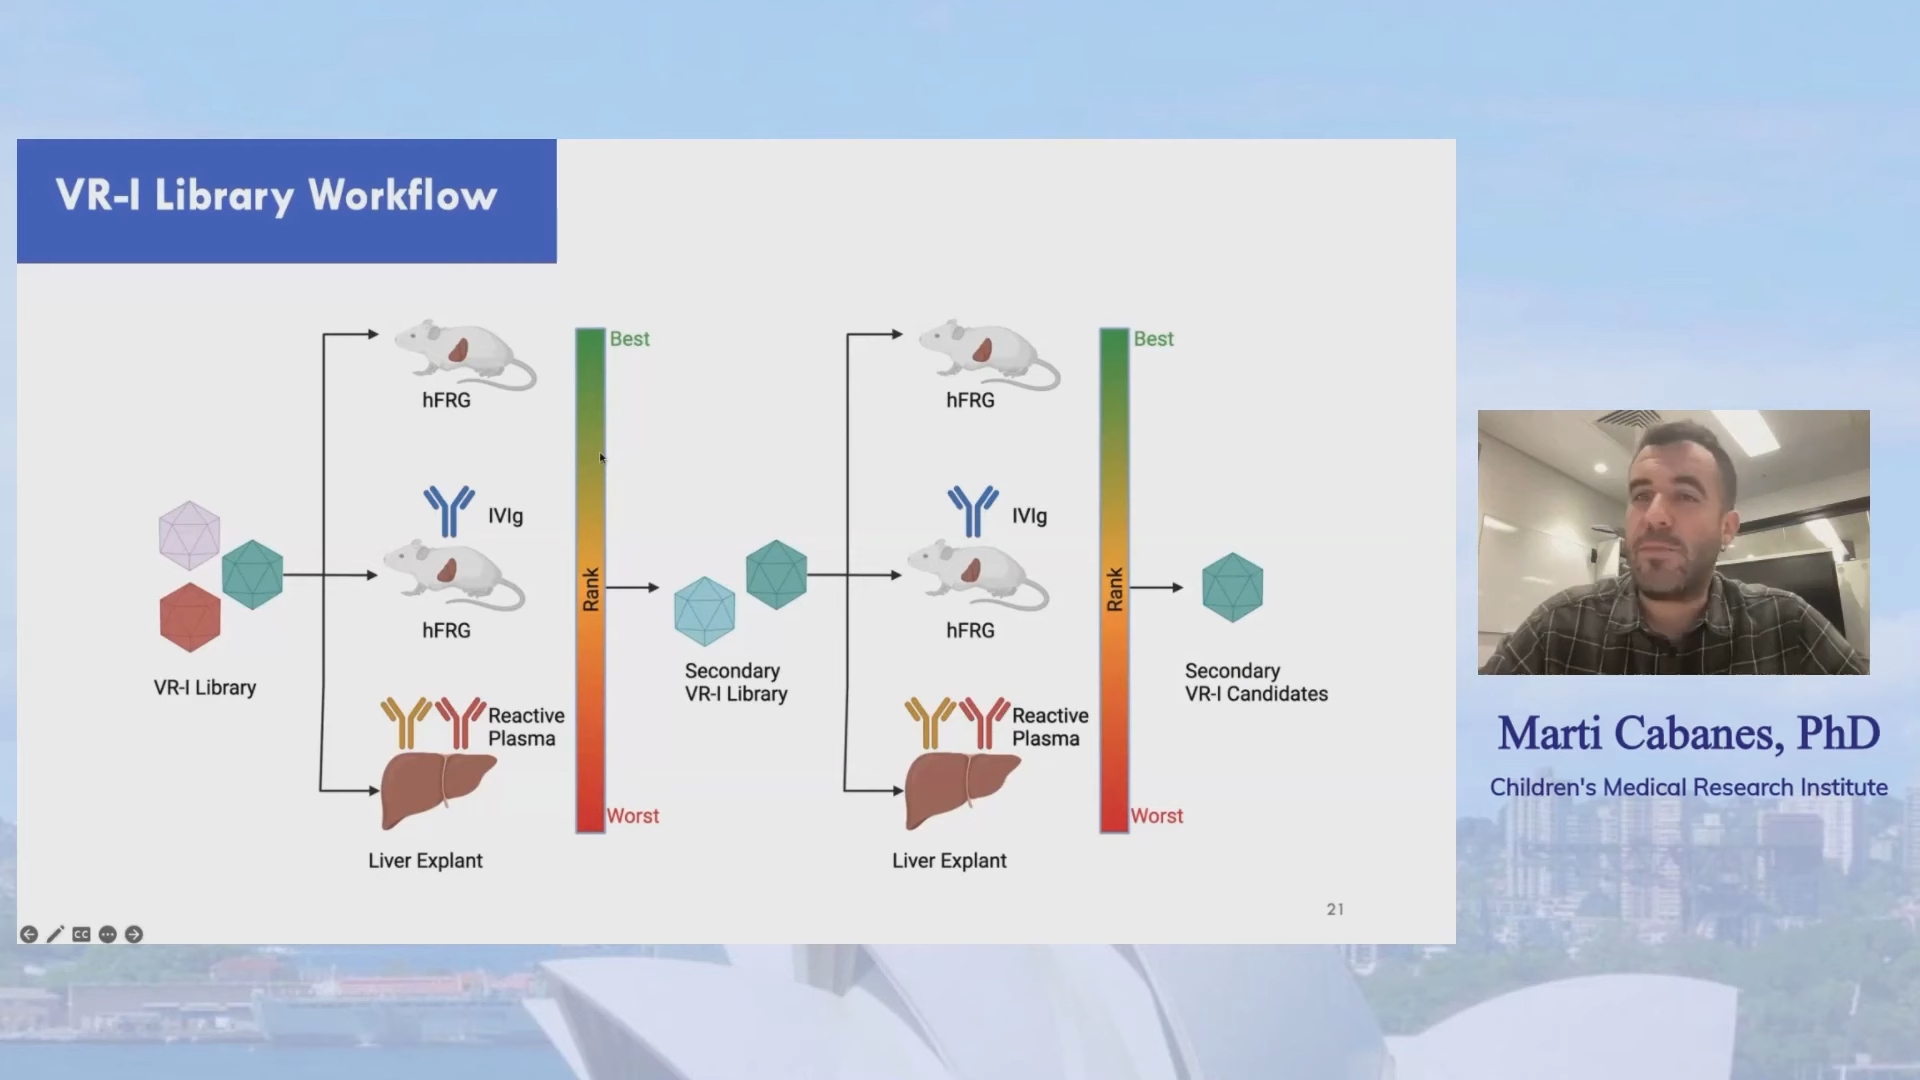 VR-I Library Workflow
Best
hFRG
IVIg
hFRG
Rank
VR-I Library
Reactive
Plasma
Worst
Liver Explant
Secondary
VR-I Library
Best
hFRG
IVIg
hFRG
Rank
Reactive
Plasma
Worst
Liver Explant
Secondary
VR-I Candidates
21
CC
Marti Cabanes, PhD
Children's Medical Research Institute